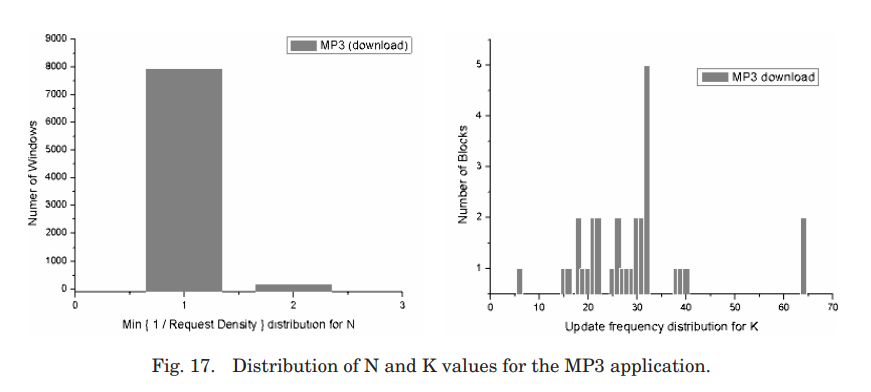 9000
8000
7000
6000
5000
4000
3000
2000
1000
0
Numer of Windows
MP3 (download)
0 1 2 3
Min { 1 / Request Density } distribution for N
5
4
3
2
1
Number of Blocks
MP3 download
0 10 20 30 40 50 60 70
Update frequency distribution for K
Fig. 17. Distribution of N and K values for the MP3 application.